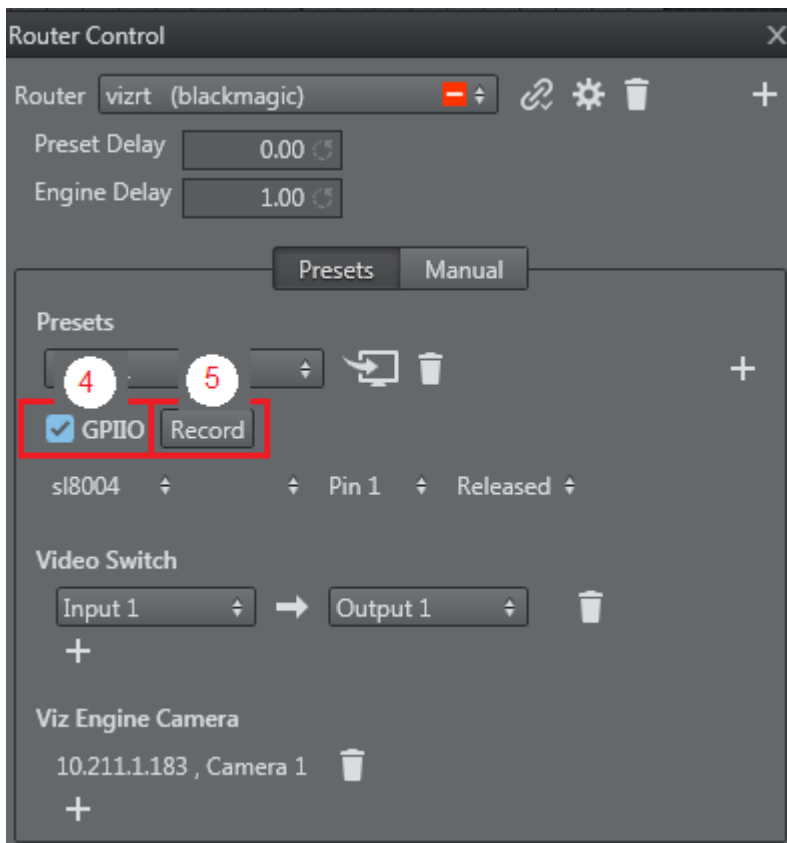 Router Control
Router vizrt (blackmagic)
Preset Delay 0.00
Engine Delay 1.00
Presets Manual
Presets
4 5
GPIIO Record
sl8004 Pin 1 Released
Video Switch
Input 1 Output 1
Viz Engine Camera
10.211.1.183 , Camera 1